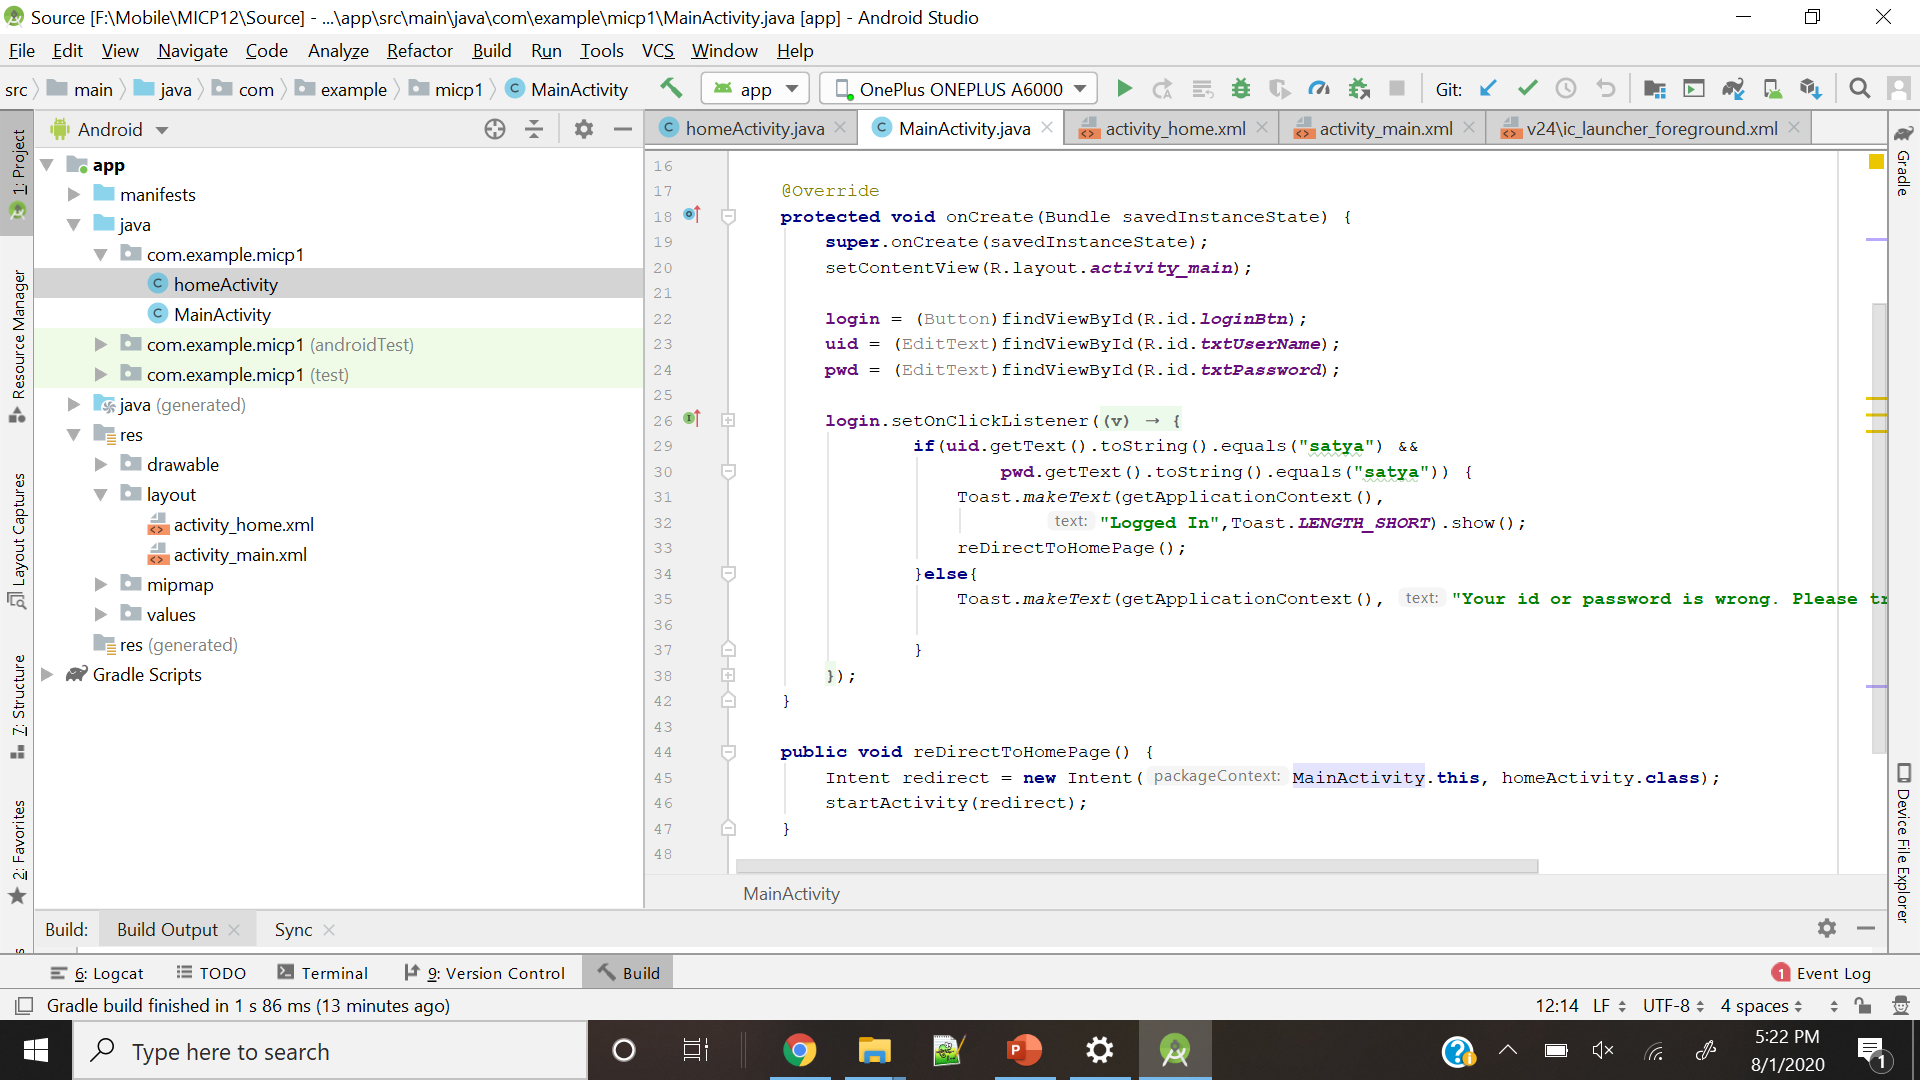 Source [F:\Mobile\MICP12\Source] - ...\app\src\main\java\com\example\micp1\MainActivity.java [app] - Android Studio
File Edit View Navigate Code Analyze Refactor Build Run Tools VCS Window Help
src main java com example micp1 MainActivity app OnePlus ONEPLUS A6000 Git:
Android
homeActivity.java MainActivity.java activity_home.xml activity_main.xml v24\ic_launcher_foreground.xml
1: Project
Resource Manager
Layout Captures
7: Structure
2: Favorites
app
manifests
java
com.example.micp1
homeActivity
MainActivity
com.example.micp1 (androidTest)
com.example.micp1 (test)
java (generated)
res
drawable
layout
activity_home.xml
activity_main.xml
mipmap
values
res (generated)
Gradle Scripts
16
17 @Override
18 protected void onCreate(Bundle savedInstanceState) {
19 super.onCreate(savedInstanceState);
20 setContentView(R.layout.activity_main);
21
22 login = (Button)findViewById(R.id.loginBtn);
23 uid = (EditText)findViewById(R.id.txtUserName);
24 pwd = (EditText)findViewById(R.id.txtPassword);
25
26 login.setOnClickListener((v) → {
29 if(uid.getText().toString().equals("satya") &&
30 pwd.getText().toString().equals("satya")) {
31 Toast.makeText(getApplicationContext(),
32 text: "Logged In",Toast.LENGTH_SHORT).show();
33 reDirectToHomePage();
34 }else{
35 Toast.makeText(getApplicationContext(), text: "Your id or password is wrong. Please tr
36
37 }
38 });
42 }
43
44 public void reDirectToHomePage() {
45 Intent redirect = new Intent( packageContext: MainActivity.this, homeActivity.class);
46 startActivity(redirect);
47 }
48
MainActivity
Gradle
Device File Explorer
Build: Build Output Sync
6: Logcat TODO Terminal 9: Version Control Build 1 Event Log
Gradle build finished in 1 s 86 ms (13 minutes ago) 12:14 LF UTF-8 4 spaces
Type here to search
5:22 PM
8/1/2020
1